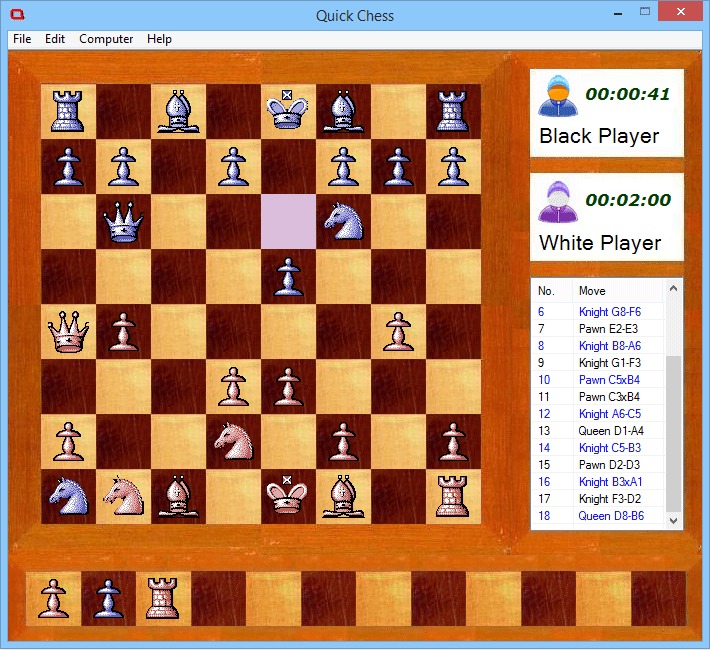 Quick Chess
File Edit Computer Help
00:00:41
Black Player
00:02:00
White Player
No. Move
6 Knight G8-F6
7 Pawn E2-E3
8 Knight B8-A6
9 Knight G1-F3
10 Pawn C5xB4
11 Pawn C3xB4
12 Knight A6-C5
13 Queen D1-A4
14 Knight C5-B3
15 Pawn D2-D3
16 Knight B3xA1
17 Knight F3-D2
18 Queen D8-B6